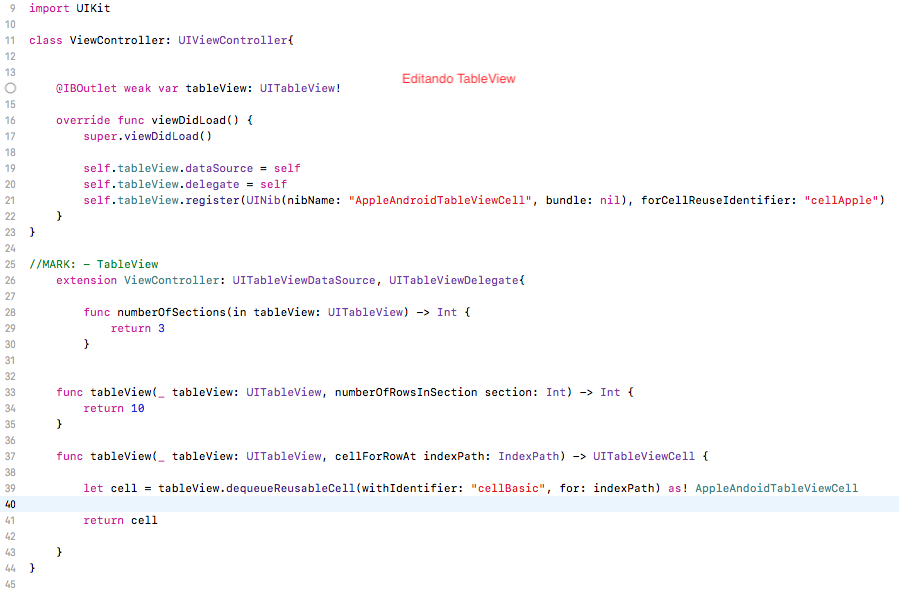 9 import UIKit
10
11 class ViewController: UIViewController{
12
13
Editando TableView
@IBOutlet weak var tableView: UITableView!
15
16 override func viewDidLoad() {
17 super.viewDidLoad()
18
19 self.tableView.dataSource = self
20 self.tableView.delegate = self
21 self.tableView.register(UINib(nibName: "AppleAndroidTableViewCell", bundle: nil), forCellReuseIdentifier: "cellApple")
22 }
23 }
24
25 //MARK: - TableView
26 extension ViewController: UITableViewDataSource, UITableViewDelegate{
27
28 func numberOfSections(in tableView: UITableView) -> Int {
29 return 3
30 }
31
32
33 func tableView(_ tableView: UITableView, numberOfRowsInSection section: Int) -> Int {
34 return 10
35 }
36
37 func tableView(_ tableView: UITableView, cellForRowAt indexPath: IndexPath) -> UITableViewCell {
38
39 let cell = tableView.dequeueReusableCell(withIdentifier: "cellBasic", for: indexPath) as! AppleAndoidTableViewCell
40
41 return cell
42
43 }
44 }
45